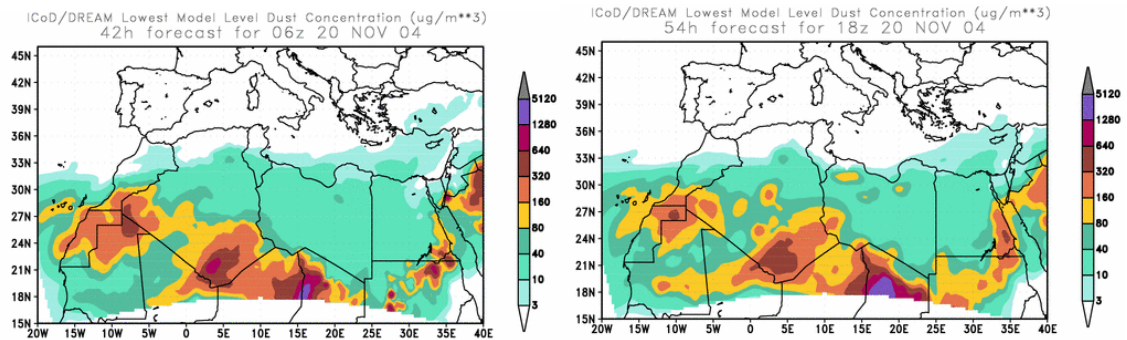 ICoD/DREAM Lowest Model Level Dust Concentration (ug/m**3)
42h forecast for 06z 20 NOV 04
45N
42N
39N
36N
33N
30N
27N
24N
21N
18N
15N
20W 15W 10W 5W 0 5E 10E 15E 20E 25E 30E 35E 40E
5120
1280
640
320
160
80
40
10
3
ICoD/DREAM Lowest Model Level Dust Concentration (ug/m**3)
54h forecast for 18z 20 NOV 04
45N
42N
39N
36N
33N
30N
27N
24N
21N
18N
15N
20W 15W 10W 5W 0 5E 10E 15E 20E 25E 30E 35E 40E
5120
1280
640
320
160
80
40
10
3